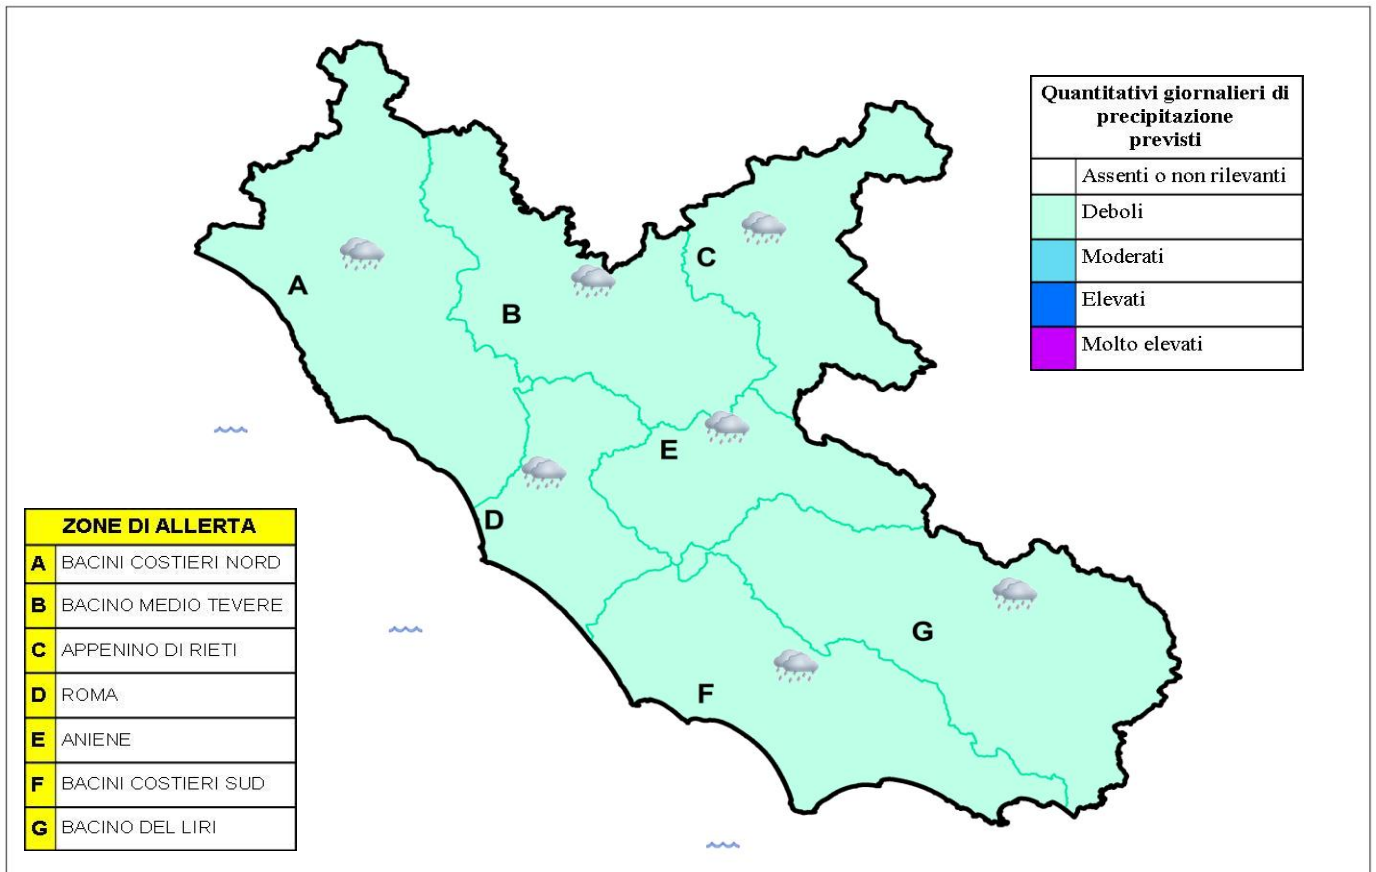 Quantitativi giornalieri di
precipitazione
previsti
Assenti o non rilevanti
Deboli
Moderati
Elevati
Molto elevati
A
B
C
D
E
F
G
ZONE DI ALLERTA
A BACINI COSTIERI NORD
B BACINO MEDIO TEVERE
C APPENINO DI RIETI
D ROMA
E ANIENE
F BACINI COSTIERI SUD
G BACINO DEL LIRI